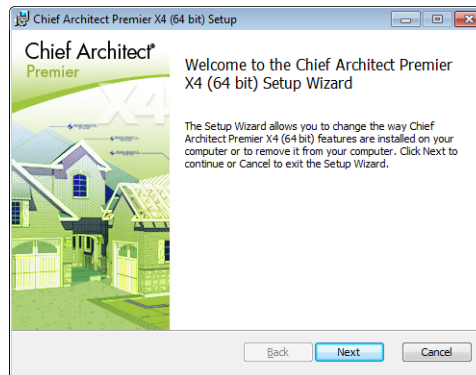 Chief Architect Premier X4 (64 bit) Setup
Chief Architect®
Premier
X4
Welcome to the Chief Architect Premier
X4 (64 bit) Setup Wizard
The Setup Wizard allows you to change the way Chief
Architect Premier X4 (64 bit) features are installed on your
computer or to remove it from your computer. Click Next to
continue or Cancel to exit the Setup Wizard.
Back
Next
Cancel